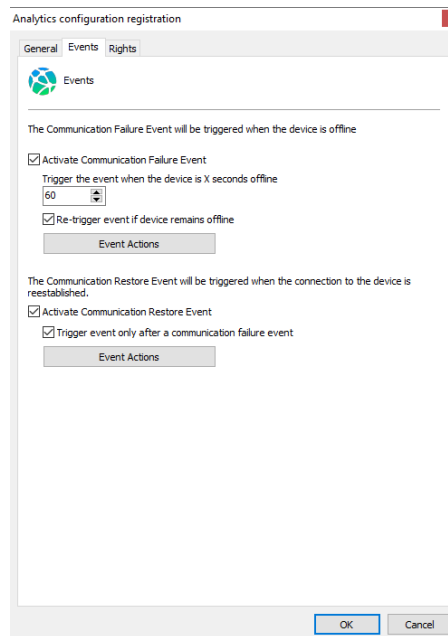 Analytics configuration registration
General Events Rights
Events
The Communication Failure Event will be triggered when the device is offline
Activate Communication Failure Event
Trigger the event when the device is X seconds offline
60
Re-trigger event if device remains offline
Event Actions
The Communication Restore Event will be triggered when the connection to the device is
reestablished.
Activate Communication Restore Event
Trigger event only after a communication failure event
Event Actions
OK Cancel